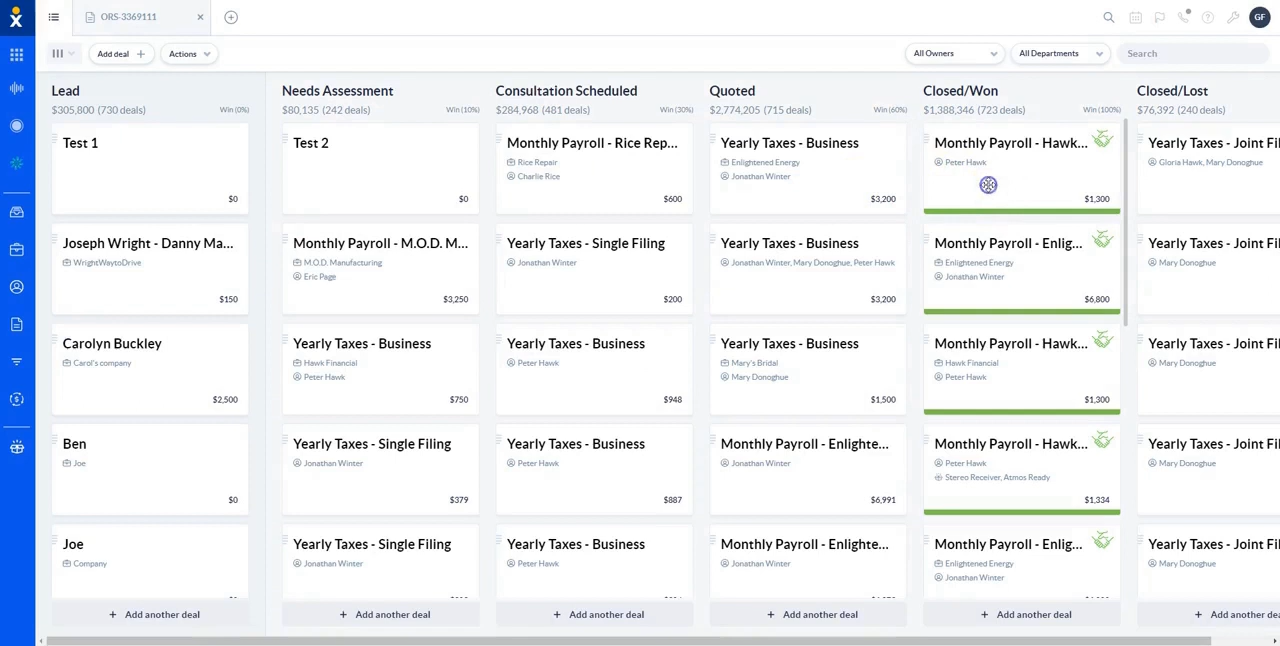 ORS-3369111
GF
Add deal
Actions
All Owners
All Departments
Search
Lead
$305,800 (730 deals)
Win (0%)
Test 1
$0
Joseph Wright - Danny Ma...
WrightWaytoDrive
$150
Carolyn Buckley
Carol's company
$2,500
Ben
Joe
$0
Joe
Company
+ Add another deal
Needs Assessment
$80,135 (242 deals)
Win (10%)
Test 2
$0
Monthly Payroll - M.O.D. M...
M.O.D. Manufacturing
Eric Page
$3,250
Yearly Taxes - Business
Hawk Financial
Peter Hawk
$750
Yearly Taxes - Single Filing
Jonathan Winter
$379
Yearly Taxes - Single Filing
Jonathan Winter
+ Add another deal
Consultation Scheduled
$284,968 (481 deals)
Win (30%)
Monthly Payroll - Rice Rep...
Rice Repair
Charlie Rice
$600
Yearly Taxes - Single Filing
Jonathan Winter
$200
Yearly Taxes - Business
Peter Hawk
$948
Yearly Taxes - Business
Peter Hawk
$887
Yearly Taxes - Business
Peter Hawk
+ Add another deal
Quoted
$2,774,205 (715 deals)
Win (60%)
Yearly Taxes - Business
Enlightened Energy
Jonathan Winter
$3,200
Yearly Taxes - Business
Jonathan Winter, Mary Donoghue, Peter Hawk
$3,200
Yearly Taxes - Business
Mary's Bridal
Mary Donoghue
$1,500
Monthly Payroll - Enlighte...
Jonathan Winter
$6,991
Monthly Payroll - Enlighte...
Jonathan Winter
+ Add another deal
Closed/Won
$1,388,346 (723 deals)
Win (100%)
Monthly Payroll - Hawk...
Peter Hawk
$1,300
Monthly Payroll - Enlig...
Enlightened Energy
Jonathan Winter
$6,800
Monthly Payroll - Hawk...
Hawk Financial
Peter Hawk
$1,300
Monthly Payroll - Hawk...
Peter Hawk
Stereo Receiver, Atmos Ready
$1,334
Monthly Payroll - Enlig...
Enlightened Energy
Jonathan Winter
+ Add another deal
Closed/Lost
$76,392 (240 deals)
Yearly Taxes - Joint Fi
Gloria Hawk, Mary Donoghue
Yearly Taxes - Joint Fi
Mary Donoghue
Yearly Taxes - Joint Fi
Mary Donoghue
Yearly Taxes - Joint Fi
Mary Donoghue
Yearly Taxes - Joint Fi
Mary Donoghue
+ Add another dea